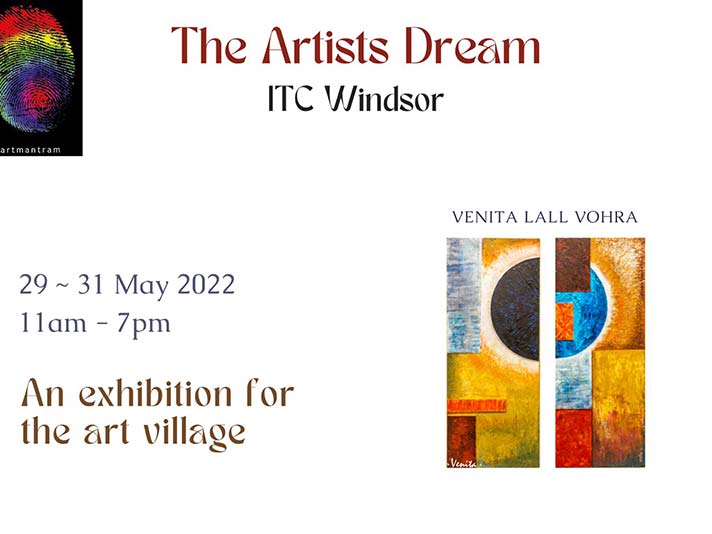 artmantram
The Artists Dream
ITC Windsor
VENITA LALL VOHRA
29 ~ 31 May 2022
11am - 7pm
An exhibition for
the art village
Venita